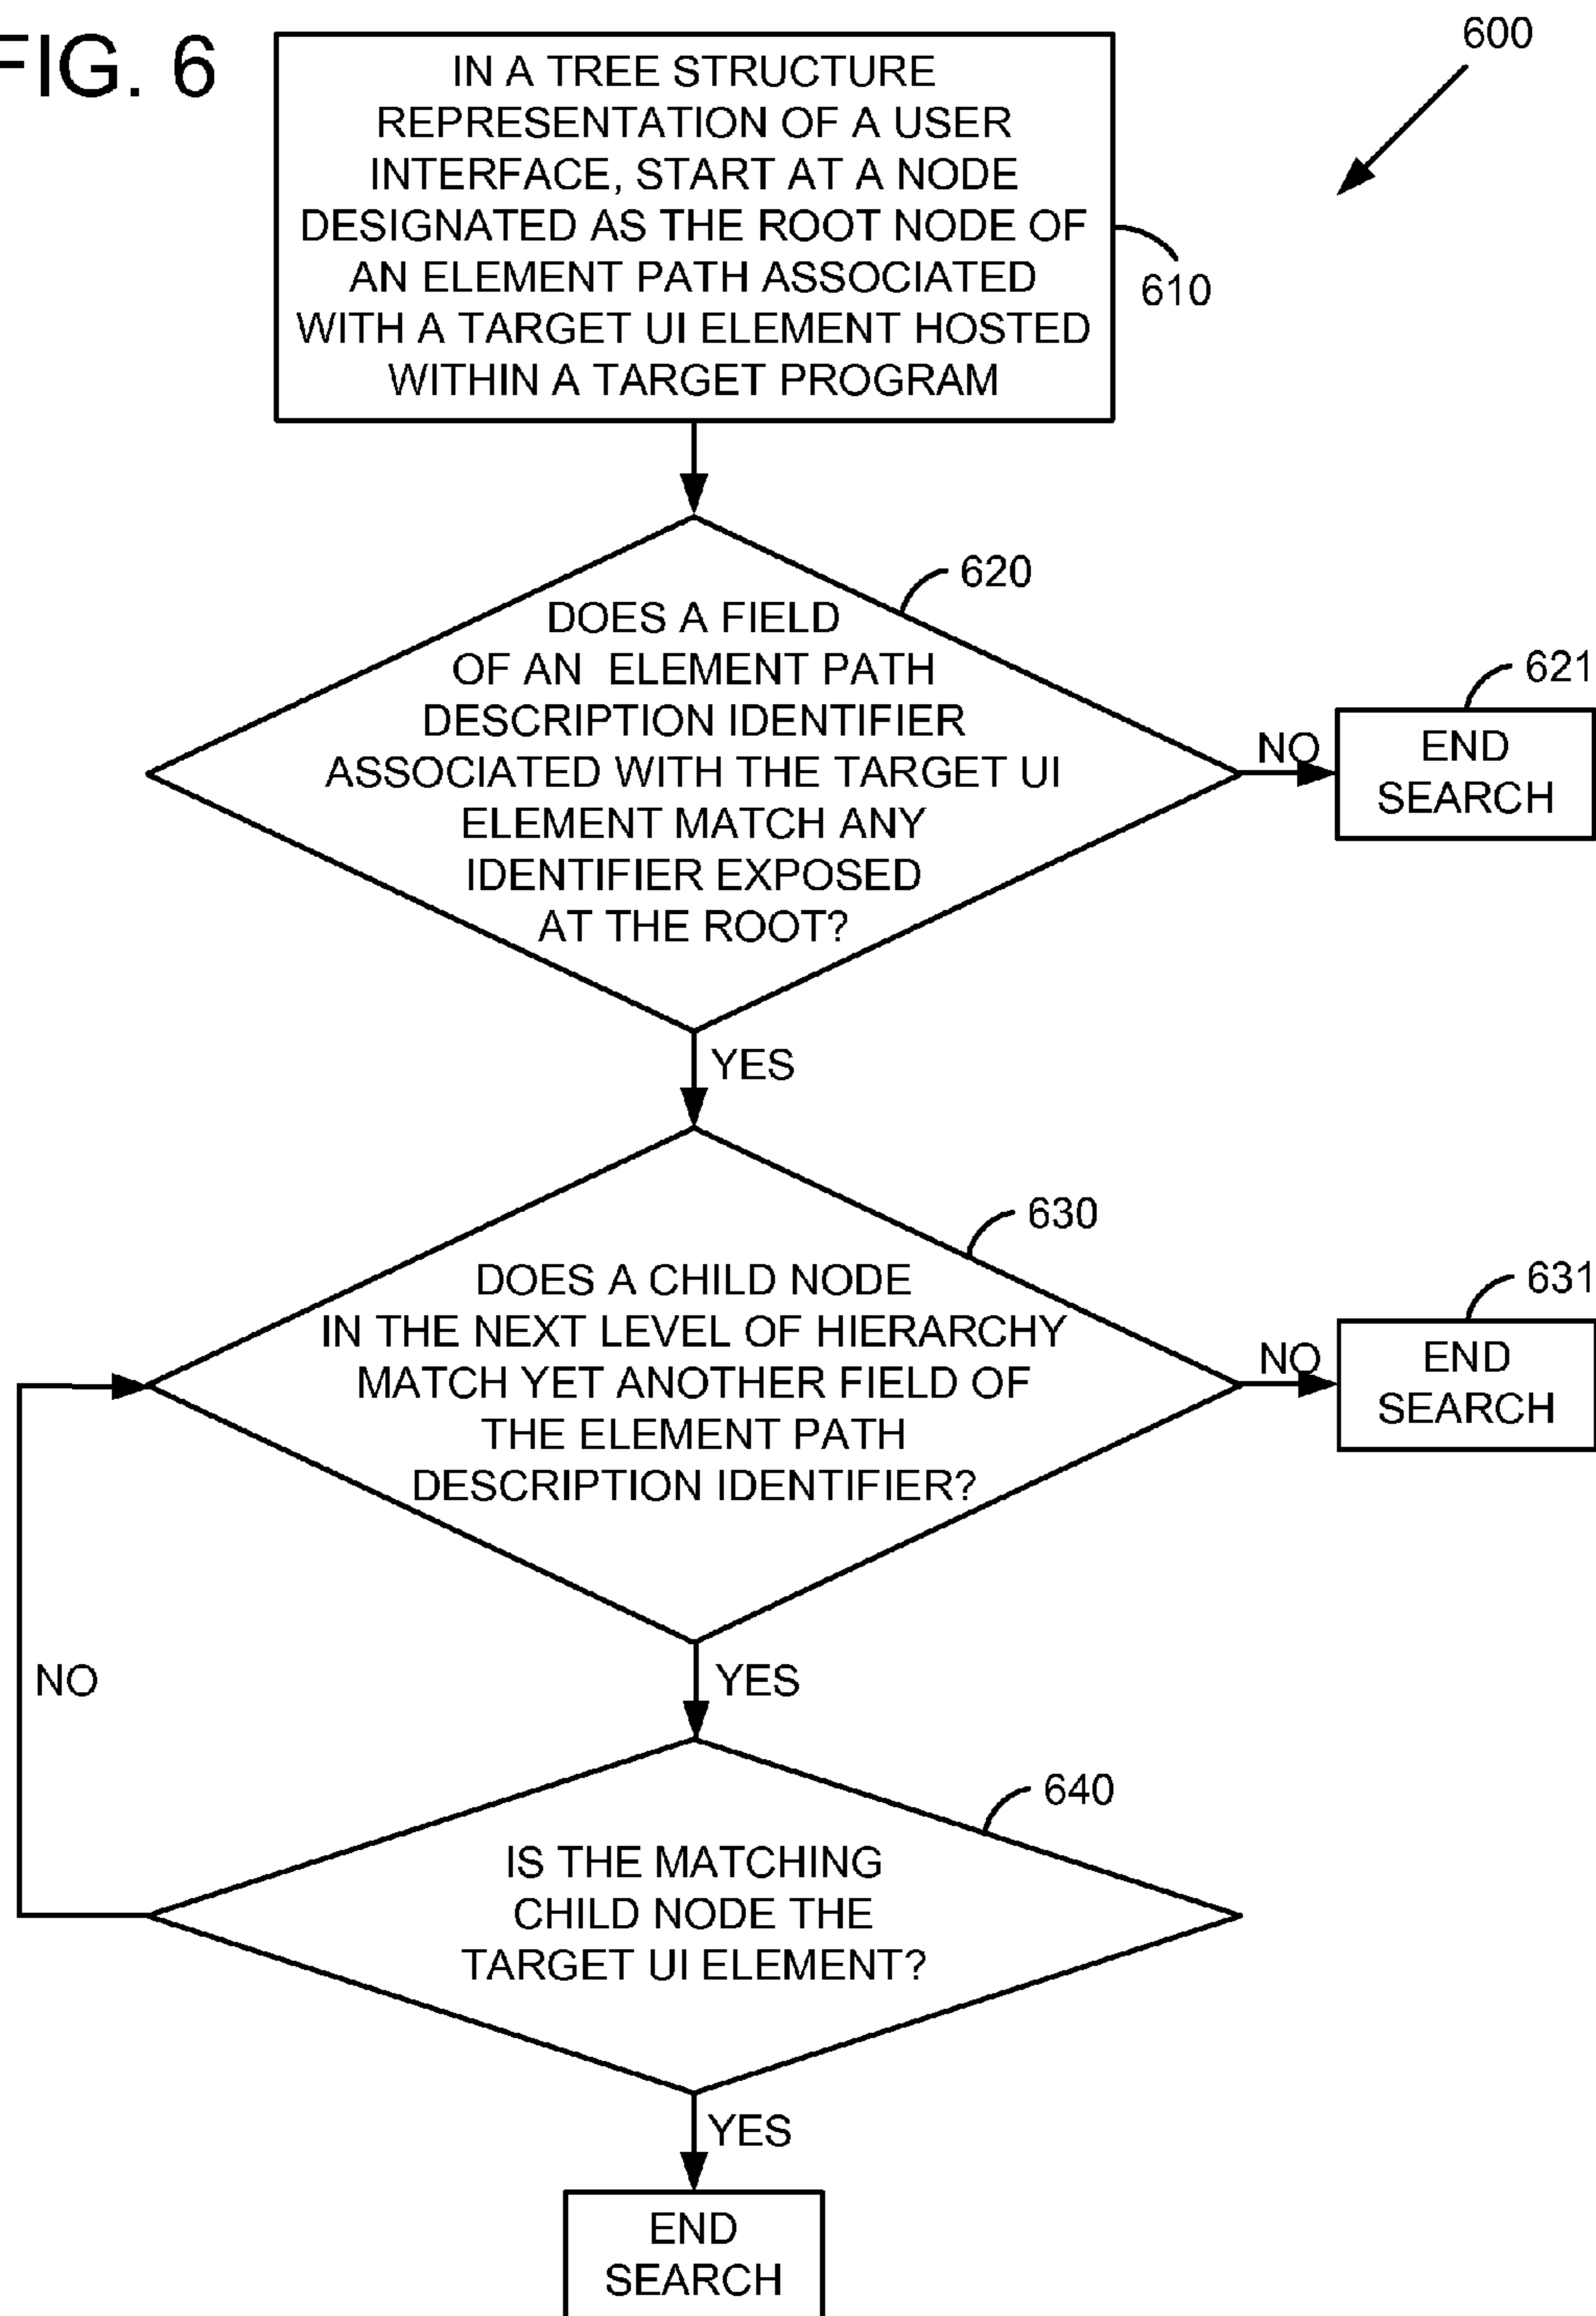 FIG. 6
600
IN A TREE STRUCTURE
REPRESENTATION OF A USER
INTERFACE, START AT A NODE
DESIGNATED AS THE ROOT NODE OF
AN ELEMENT PATH ASSOCIATED
WITH A TARGET UI ELEMENT HOSTED
WITHIN A TARGET PROGRAM
610
620
DOES A FIELD
OF AN ELEMENT PATH
DESCRIPTION IDENTIFIER
ASSOCIATED WITH THE TARGET UI
ELEMENT MATCH ANY
IDENTIFIER EXPOSED
AT THE ROOT?
NO
621
END
SEARCH
YES
630
DOES A CHILD NODE
IN THE NEXT LEVEL OF HIERARCHY
MATCH YET ANOTHER FIELD OF
THE ELEMENT PATH
DESCRIPTION IDENTIFIER?
NO
631
END
SEARCH
NO
YES
640
IS THE MATCHING
CHILD NODE THE
TARGET UI ELEMENT?
YES
END
SEARCH